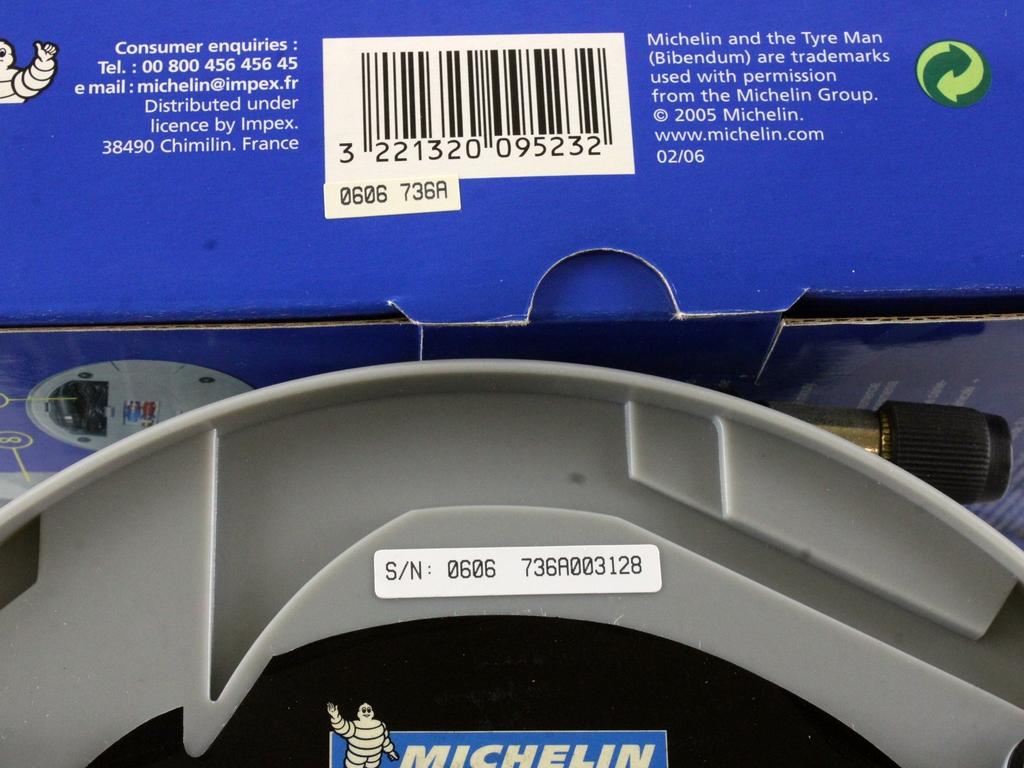 Consumer enquiries :
Tel. : 00 800 456 456 45
e mail : michelin@impex.fr
Distributed under
licence by Impex.
38490 Chimilin. France
3 221320 095232
0606 736A
Michelin and the Tyre Man
(Bibendum) are trademarks
used with permission
from the Michelin Group.
© 2005 Michelin.
www.michelin.com
02/06
8
S/N: 0606 736A003128
MICHELIN